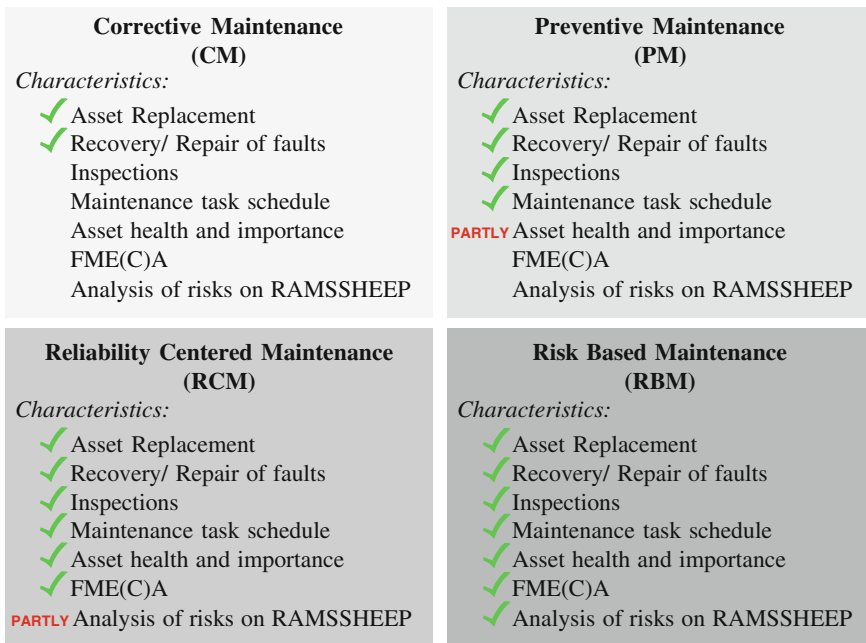 Corrective Maintenance
(CM)
Characteristics:
Asset Replacement
Recovery/ Repair of faults
Inspections
Maintenance task schedule
Asset health and importance
FME(C)A
Analysis of risks on RAMSSHEEP
Preventive Maintenance
(PM)
Characteristics:
Asset Replacement
Recovery/ Repair of faults
Inspections
Maintenance task schedule
PARTLY Asset health and importance
FME(C)A
Analysis of risks on RAMSSHEEP
Reliability Centered Maintenance
(RCM)
Characteristics:
Asset Replacement
Recovery/ Repair of faults
Inspections
Maintenance task schedule
Asset health and importance
FME(C)A
PARTLY Analysis of risks on RAMSSHEEP
Risk Based Maintenance
(RBM)
Characteristics:
Asset Replacement
Recovery/ Repair of faults
Inspections
Maintenance task schedule
Asset health and importance
FME(C)A
Analysis of risks on RAMSSHEEP